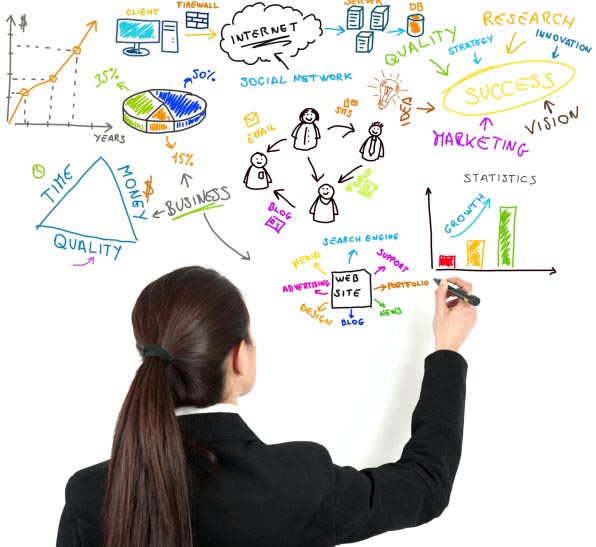 $
YEARS
CLIENT
FIREWALL
INTERNET
SERVER
DB
SOCIAL NETWORK
35%
50%
15%
QUALITY
STRATEGY
RESEARCH
INNOVATION
SUCCESS
IDEA
MARKETING
VISION
EMAIL
SMS
FORUM
BLOG
TIME
MONEY
$
QUALITY
BUSINESS
STATISTICS
GROWTH
SEARCH ENGINE
MEDIA
SUPPORT
ADVERTISING
WEB
SITE
PORTFOLIO
DESIGN
BLOG
NEWS